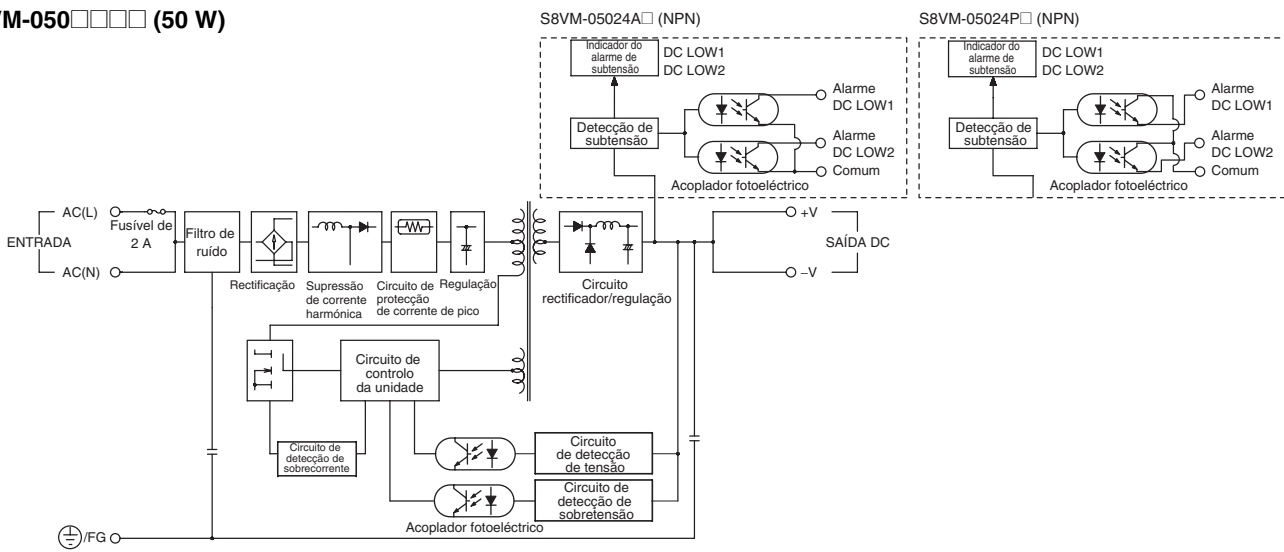 VM-050□□□□ (50 W)
S8VM-05024A□ (NPN)
Indicador do
alarme de
subtensão
DC LOW1
DC LOW2
Alarme
DC LOW1
Detecção de
subtensão
Alarme
DC LOW2
Comum
Acoplador fotoeléctrico
S8VM-05024P□ (NPN)
Indicador do
alarme de
subtensão
DC LOW1
DC LOW2
Alarme
DC LOW1
Detecção de
subtensão
Alarme
DC LOW2
Comum
Acoplador fotoeléctrico
ENTRADA
AC(L)
AC(N)
Fusível de
2 A
Filtro de
ruído
Rectificação
Supressão
de corrente
harmónica
Circuito de
protecção
de corrente de pico
Regulação
Circuito
rectificador/regulação
+V
SAÍDA DC
–V
Circuito de
controlo
da unidade
Circuito de
detecção de
sobrecorrente
Circuito
de detecção
de tensão
Circuito de
detecção de
sobretensão
Acoplador fotoeléctrico
/FG